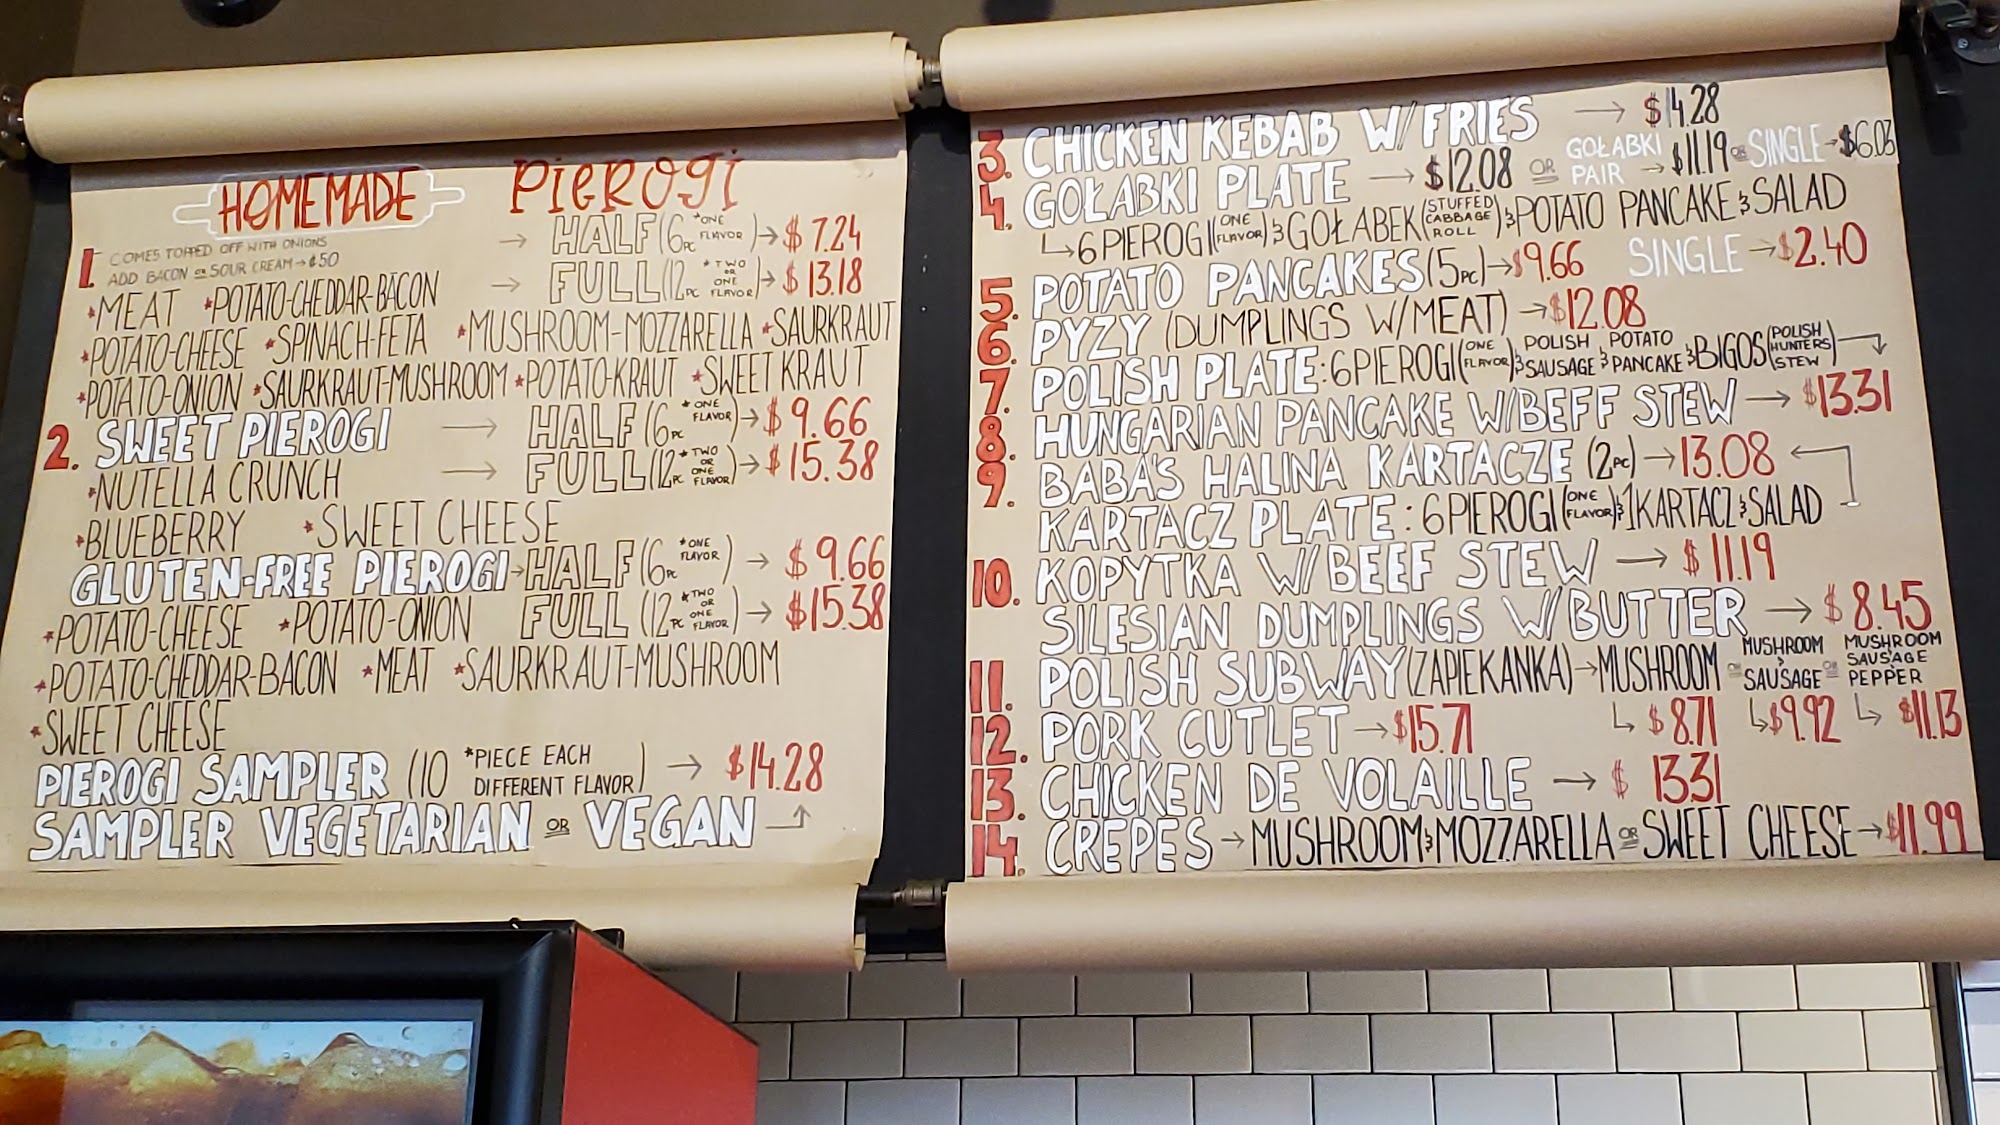 HOMEMADE PIEROGI
1. COMES TOPPED OFF WITH ONIONS → HALF (6PC *ONE FLAVOR) → $7.24
ADD BACON OR SOUR CREAM → ¢50 → FULL (12PC *TWO OR ONE FLAVOR) → $13.18
*MEAT *POTATO-CHEDDAR-BACON
*POTATO-CHEESE *SPINACH-FETA *MUSHROOM-MOZZARELLA *SAURKRAUT
*POTATO-ONION *SAURKRAUT-MUSHROOM *POTATO-KRAUT *SWEET KRAUT
2. SWEET PIEROGI → HALF (6PC *ONE FLAVOR) → $9.66
*NUTELLA CRUNCH → FULL (12PC *TWO OR ONE FLAVOR) → $15.38
*BLUEBERRY *SWEET CHEESE
GLUTEN-FREE PIEROGI → HALF (6PC *ONE FLAVOR) → $9.66
*POTATO-CHEESE *POTATO-ONION FULL (12PC *TWO OR ONE FLAVOR) → $15.38
*POTATO-CHEDDAR-BACON *MEAT *SAURKRAUT-MUSHROOM
*SWEET CHEESE
PIEROGI SAMPLER (10 *PIECE EACH DIFFERENT FLAVOR) → $14.28
SAMPLER VEGETARIAN OR VEGAN
3. CHICKEN KEBAB W/FRIES → $14.28
4. GOŁABKI PLATE → $12.08 OR GOŁABKI PAIR → $11.19 OR SINGLE → $6.03
↳ 6 PIEROGI (ONE FLAVOR) & GOŁABEK (STUFFED CABBAGE ROLL) & POTATO PANCAKE & SALAD
5. POTATO PANCAKES (5PC) → $9.66 SINGLE → $2.40
6. PYZY (DUMPLINGS W/MEAT) → $12.08
7. POLISH PLATE: 6 PIEROGI (ONE FLAVOR) & POLISH SAUSAGE & POTATO PANCAKE & BIGOS (POLISH HUNTERS STEW)
8. HUNGARIAN PANCAKE W/BEFF STEW → $13.31
9. BABA'S HALINA KARTACZE (2PC) → 13.08
KARTACZ PLATE: 6 PIEROGI (ONE FLAVOR) & 1 KARTACZ & SALAD
10. KOPYTKA W/BEEF STEW → $11.19
SILESIAN DUMPLINGS W/BUTTER → $8.45
11. POLISH SUBWAY (ZAPIEKANKA) → MUSHROOM OR MUSHROOM & SAUSAGE OR MUSHROOM SAUSAGE & PEPPER
↳ $8.71 ↳ $9.92 ↳ $11.13
12. PORK CUTLET → $15.71
13. CHICKEN DE VOLAILLE → $13.31
14. CREPES → MUSHROOM & MOZZARELLA OR SWEET CHEESE → $11.99